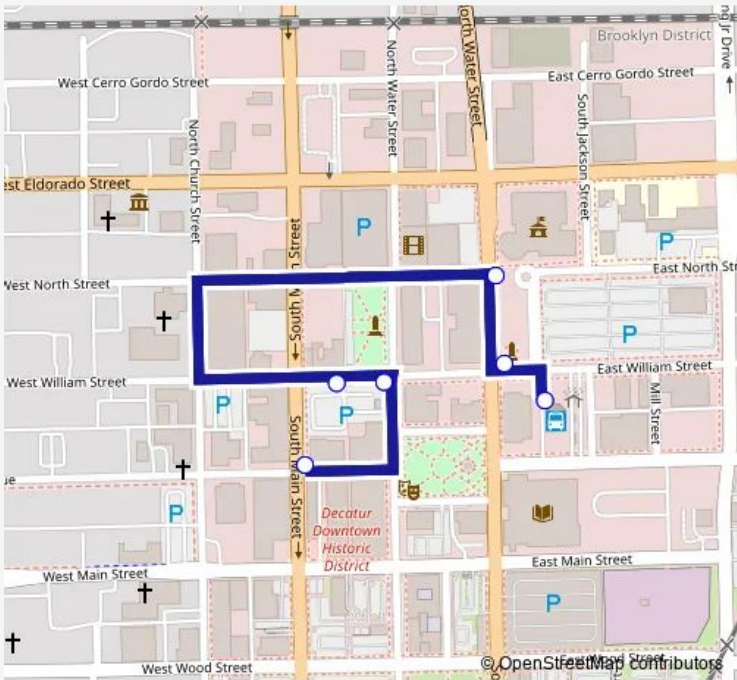 Brooklyn District
West Cerro Gordo Street
East Cerro Gordo Street
North Water Street
North Water Street
South Jackson Street
North Church Street
est Eldorado Street
P
P
South M
Street
West North Street
East North Str
P
West William Street
East William Street
P
P
Mill Street
South Main Street
ue
P
Decatur
Downtown
Historic
District
East Main Street
West Main Street
P
West Wood Street
© OpenStreetMap contributors